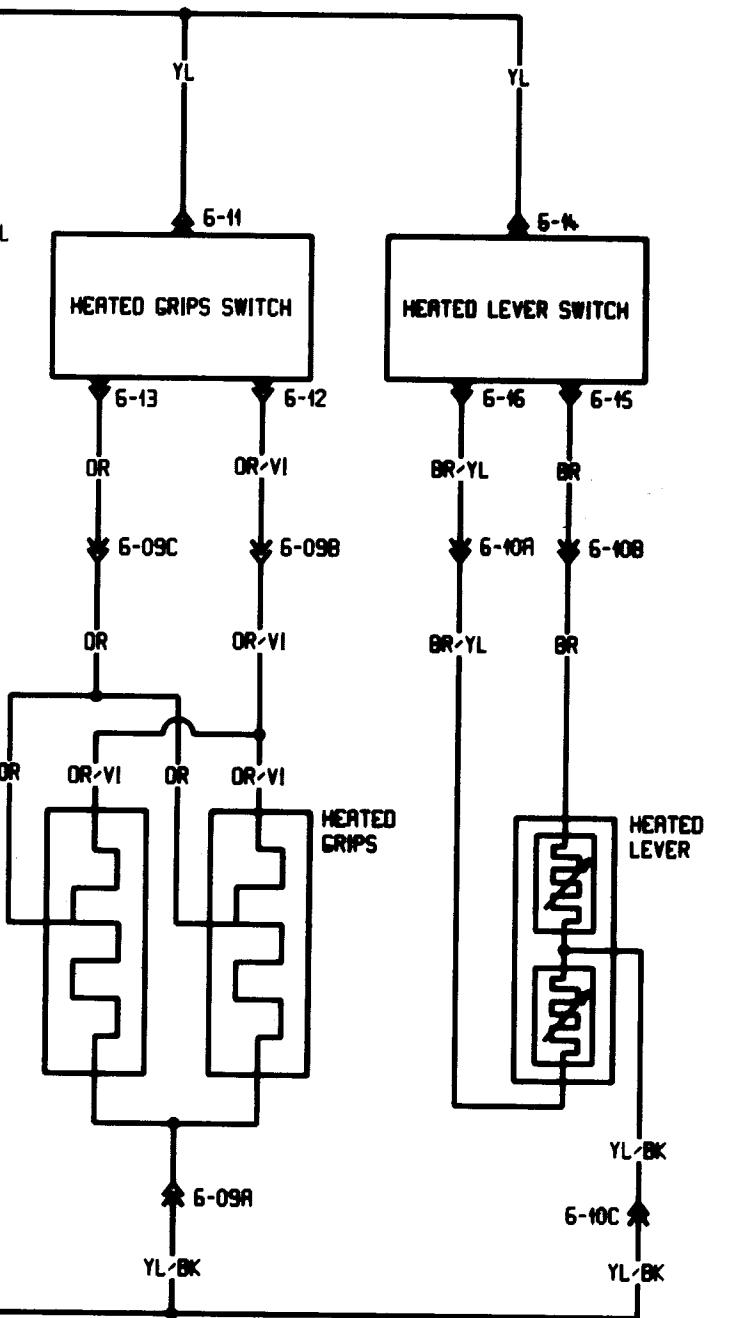 YL
YL
6-11
6-14
L
HEATED GRIPS SWITCH
HEATED LEVER SWITCH
6-13
6-12
6-16
6-15
OR
OR/VI
BR/YL
BR
6-09C
6-09B
6-10A
6-10B
OR
OR/VI
BR/YL
BR
OR
OR/VI
OR
OR/VI
HEATED
GRIPS
HEATED
LEVER
YL/BK
6-09A
6-10C
YL/BK
YL/BK